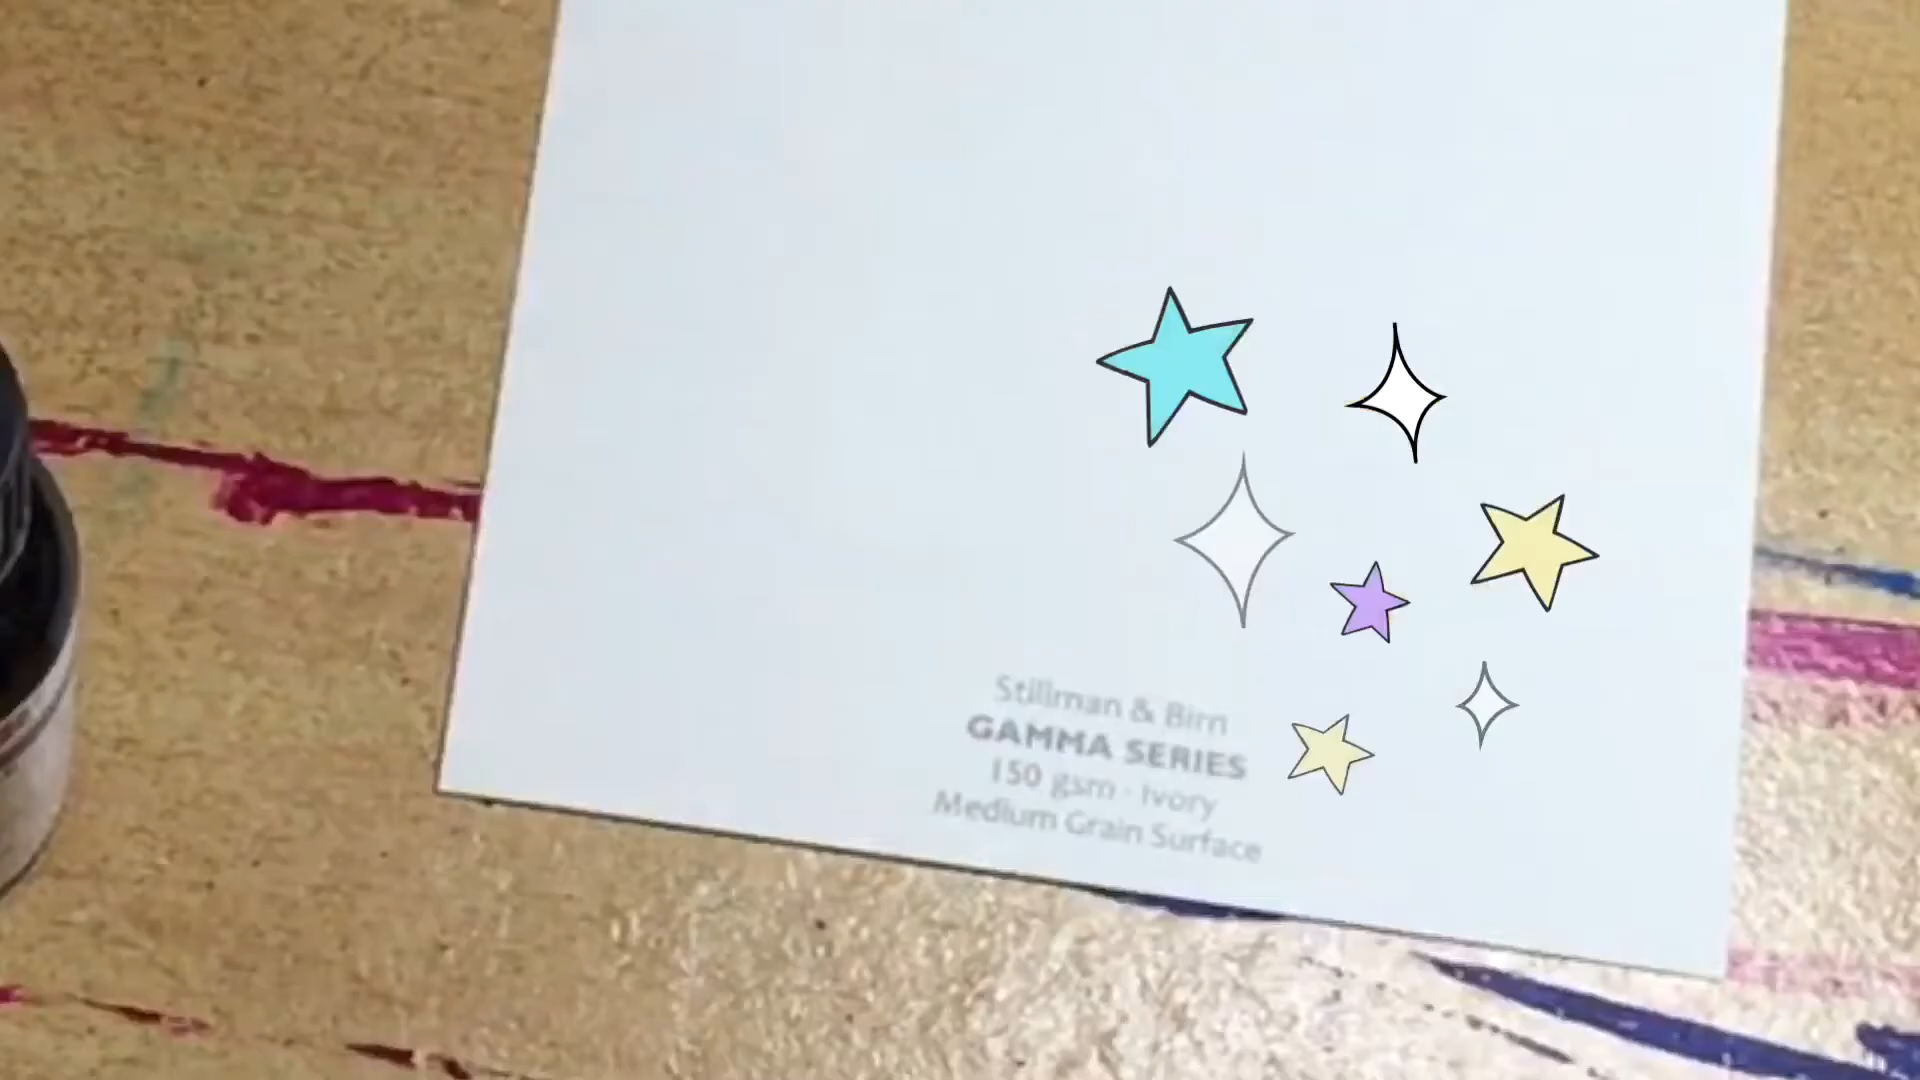 Stillman & Birn
GAMMA SERIES
150 gsm · Ivory
Medium Grain Surface